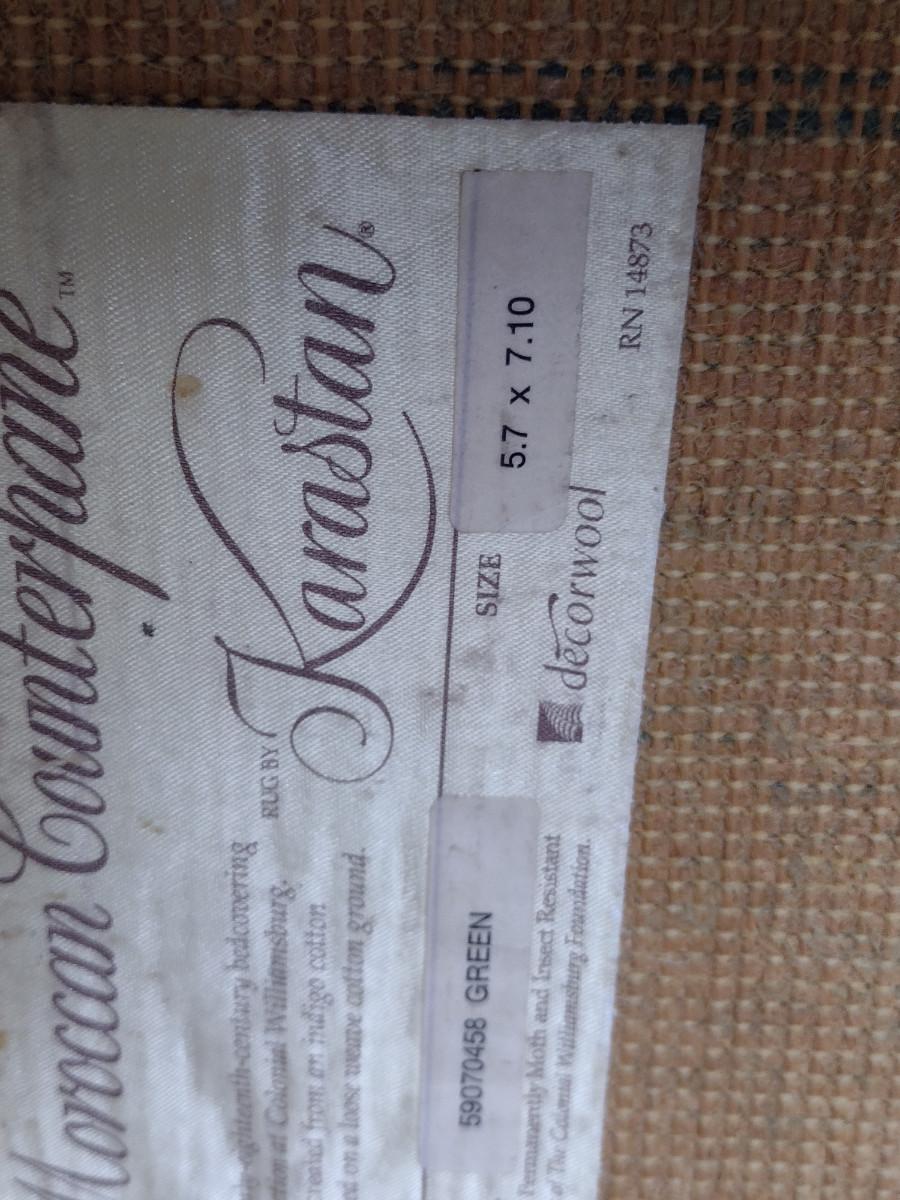 Moroccan Counterpane™
eighteenth-century bedcovering
at Colonial Williamsburg,
from an indigo cotton
on a loose weave cotton ground.
RUG BY
Karastan®
59070458 GREEN
SIZE
5.7 x 7.10
Permanently Moth and Insect Resistant
of The Colonial Williamsburg Foundation.
décorwool
RN 14873